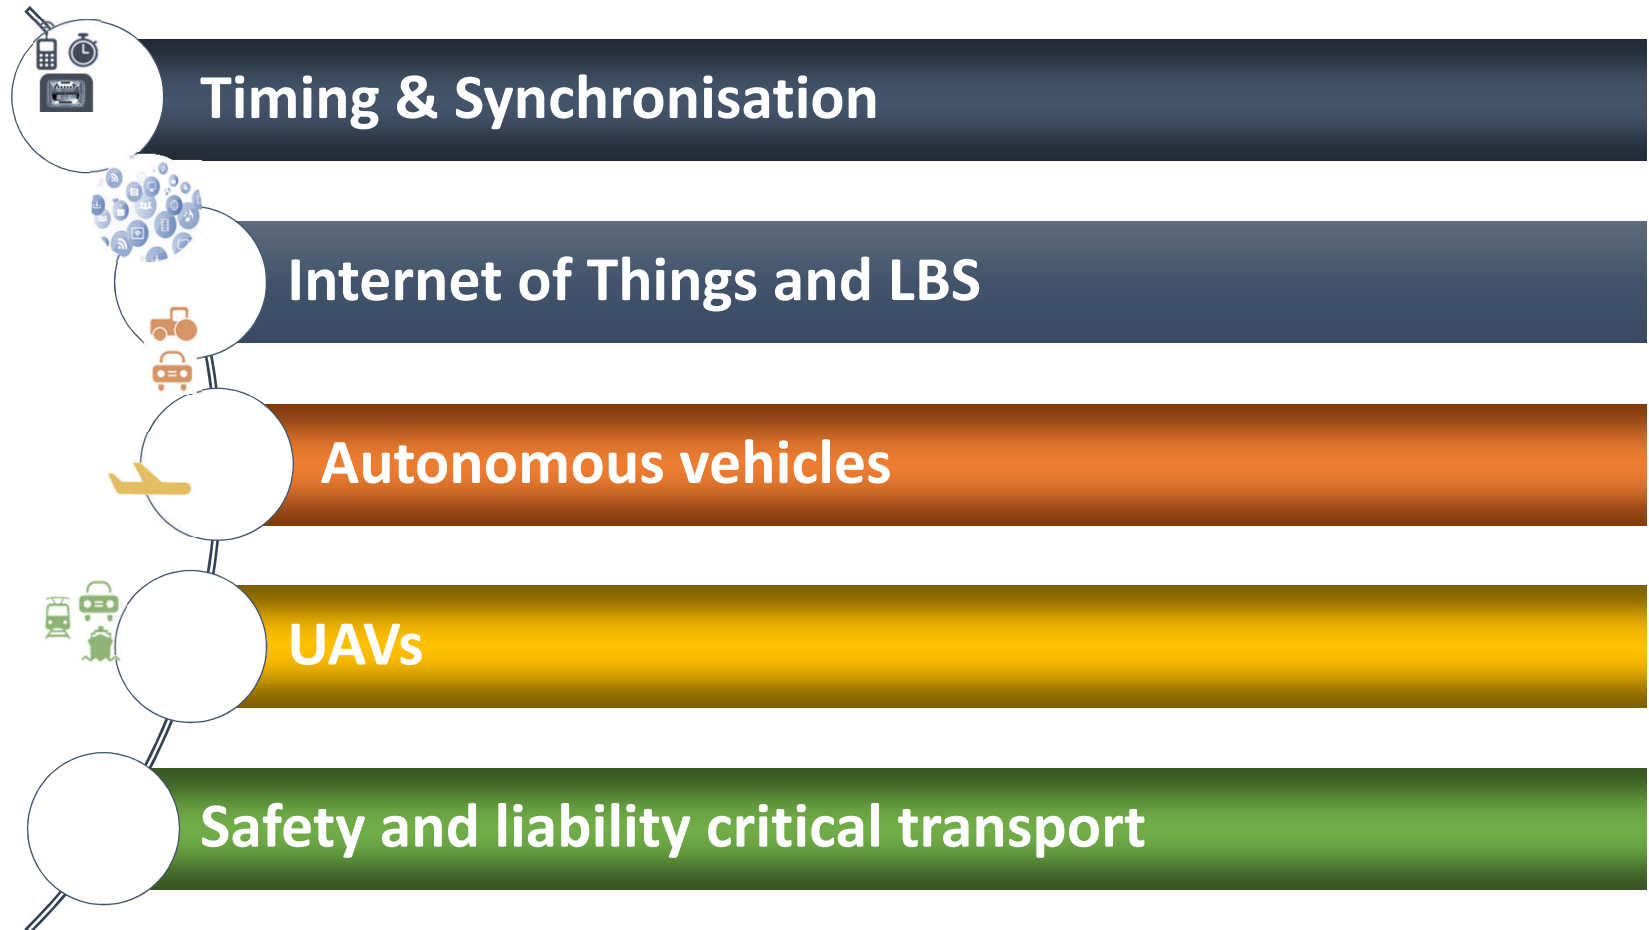 Timing & Synchronisation
Internet of Things and LBS
Autonomous vehicles
UAVs
Safety and liability critical transport